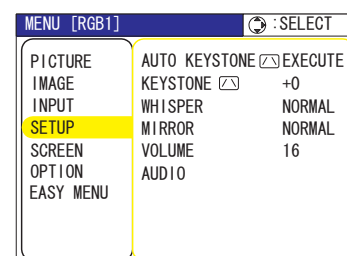 MENU [RGB1] :SELECT
PICTURE
IMAGE
INPUT
SETUP
SCREEN
OPTION
EASY MENU
AUTO KEYSTONE EXECUTE
KEYSTONE +0
WHISPER NORMAL
MIRROR NORMAL
VOLUME 16
AUDIO